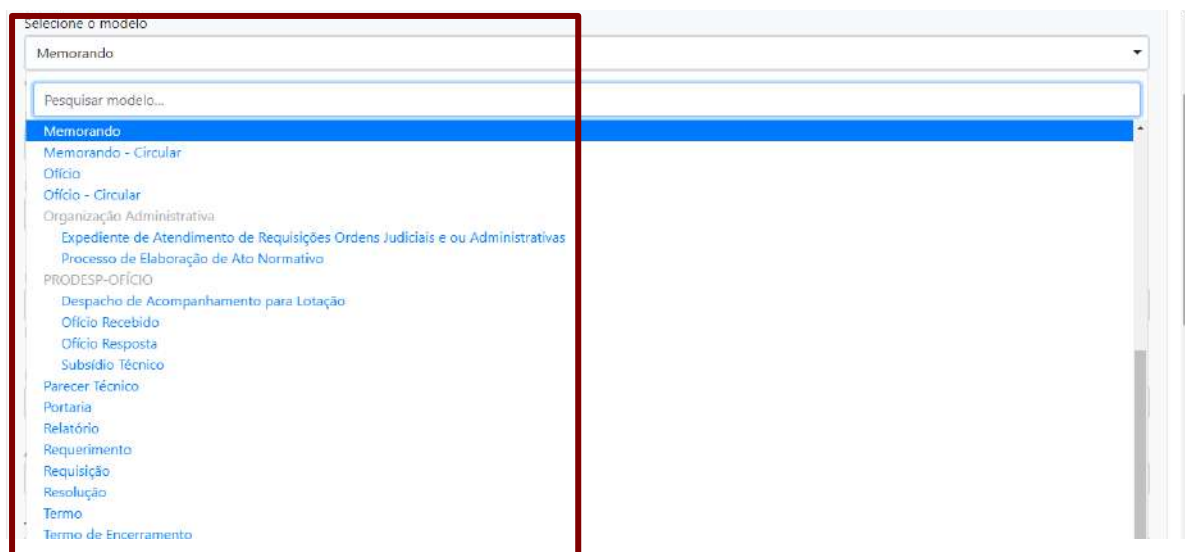 Selecione o modelo
Memorando
Pesquisar modelo...
Memorando
Memorando - Circular
Ofício
Ofício - Circular
Organização Administrativa
Expediente de Atendimento de Requisições Ordens Judiciais e ou Administrativas
Processo de Elaboração de Ato Normativo
PRODESP-OFÍCIO
Despacho de Acompanhamento para Lotação
Ofício Recebido
Ofício Resposta
Subsídio Técnico
Parecer Técnico
Portaria
Relatório
Requerimento
Requisição
Resolução
Termo
Termo de Encerramento